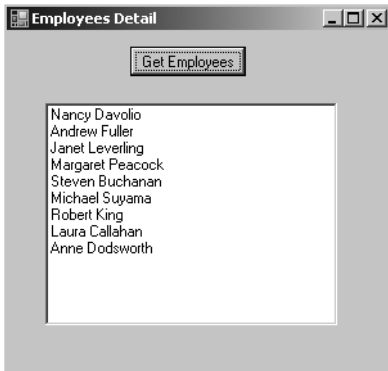 Employees Detail
Get Employees
Nancy Davolio
Andrew Fuller
Janet Leverling
Margaret Peacock
Steven Buchanan
Michael Suyama
Robert King
Laura Callahan
Anne Dodsworth